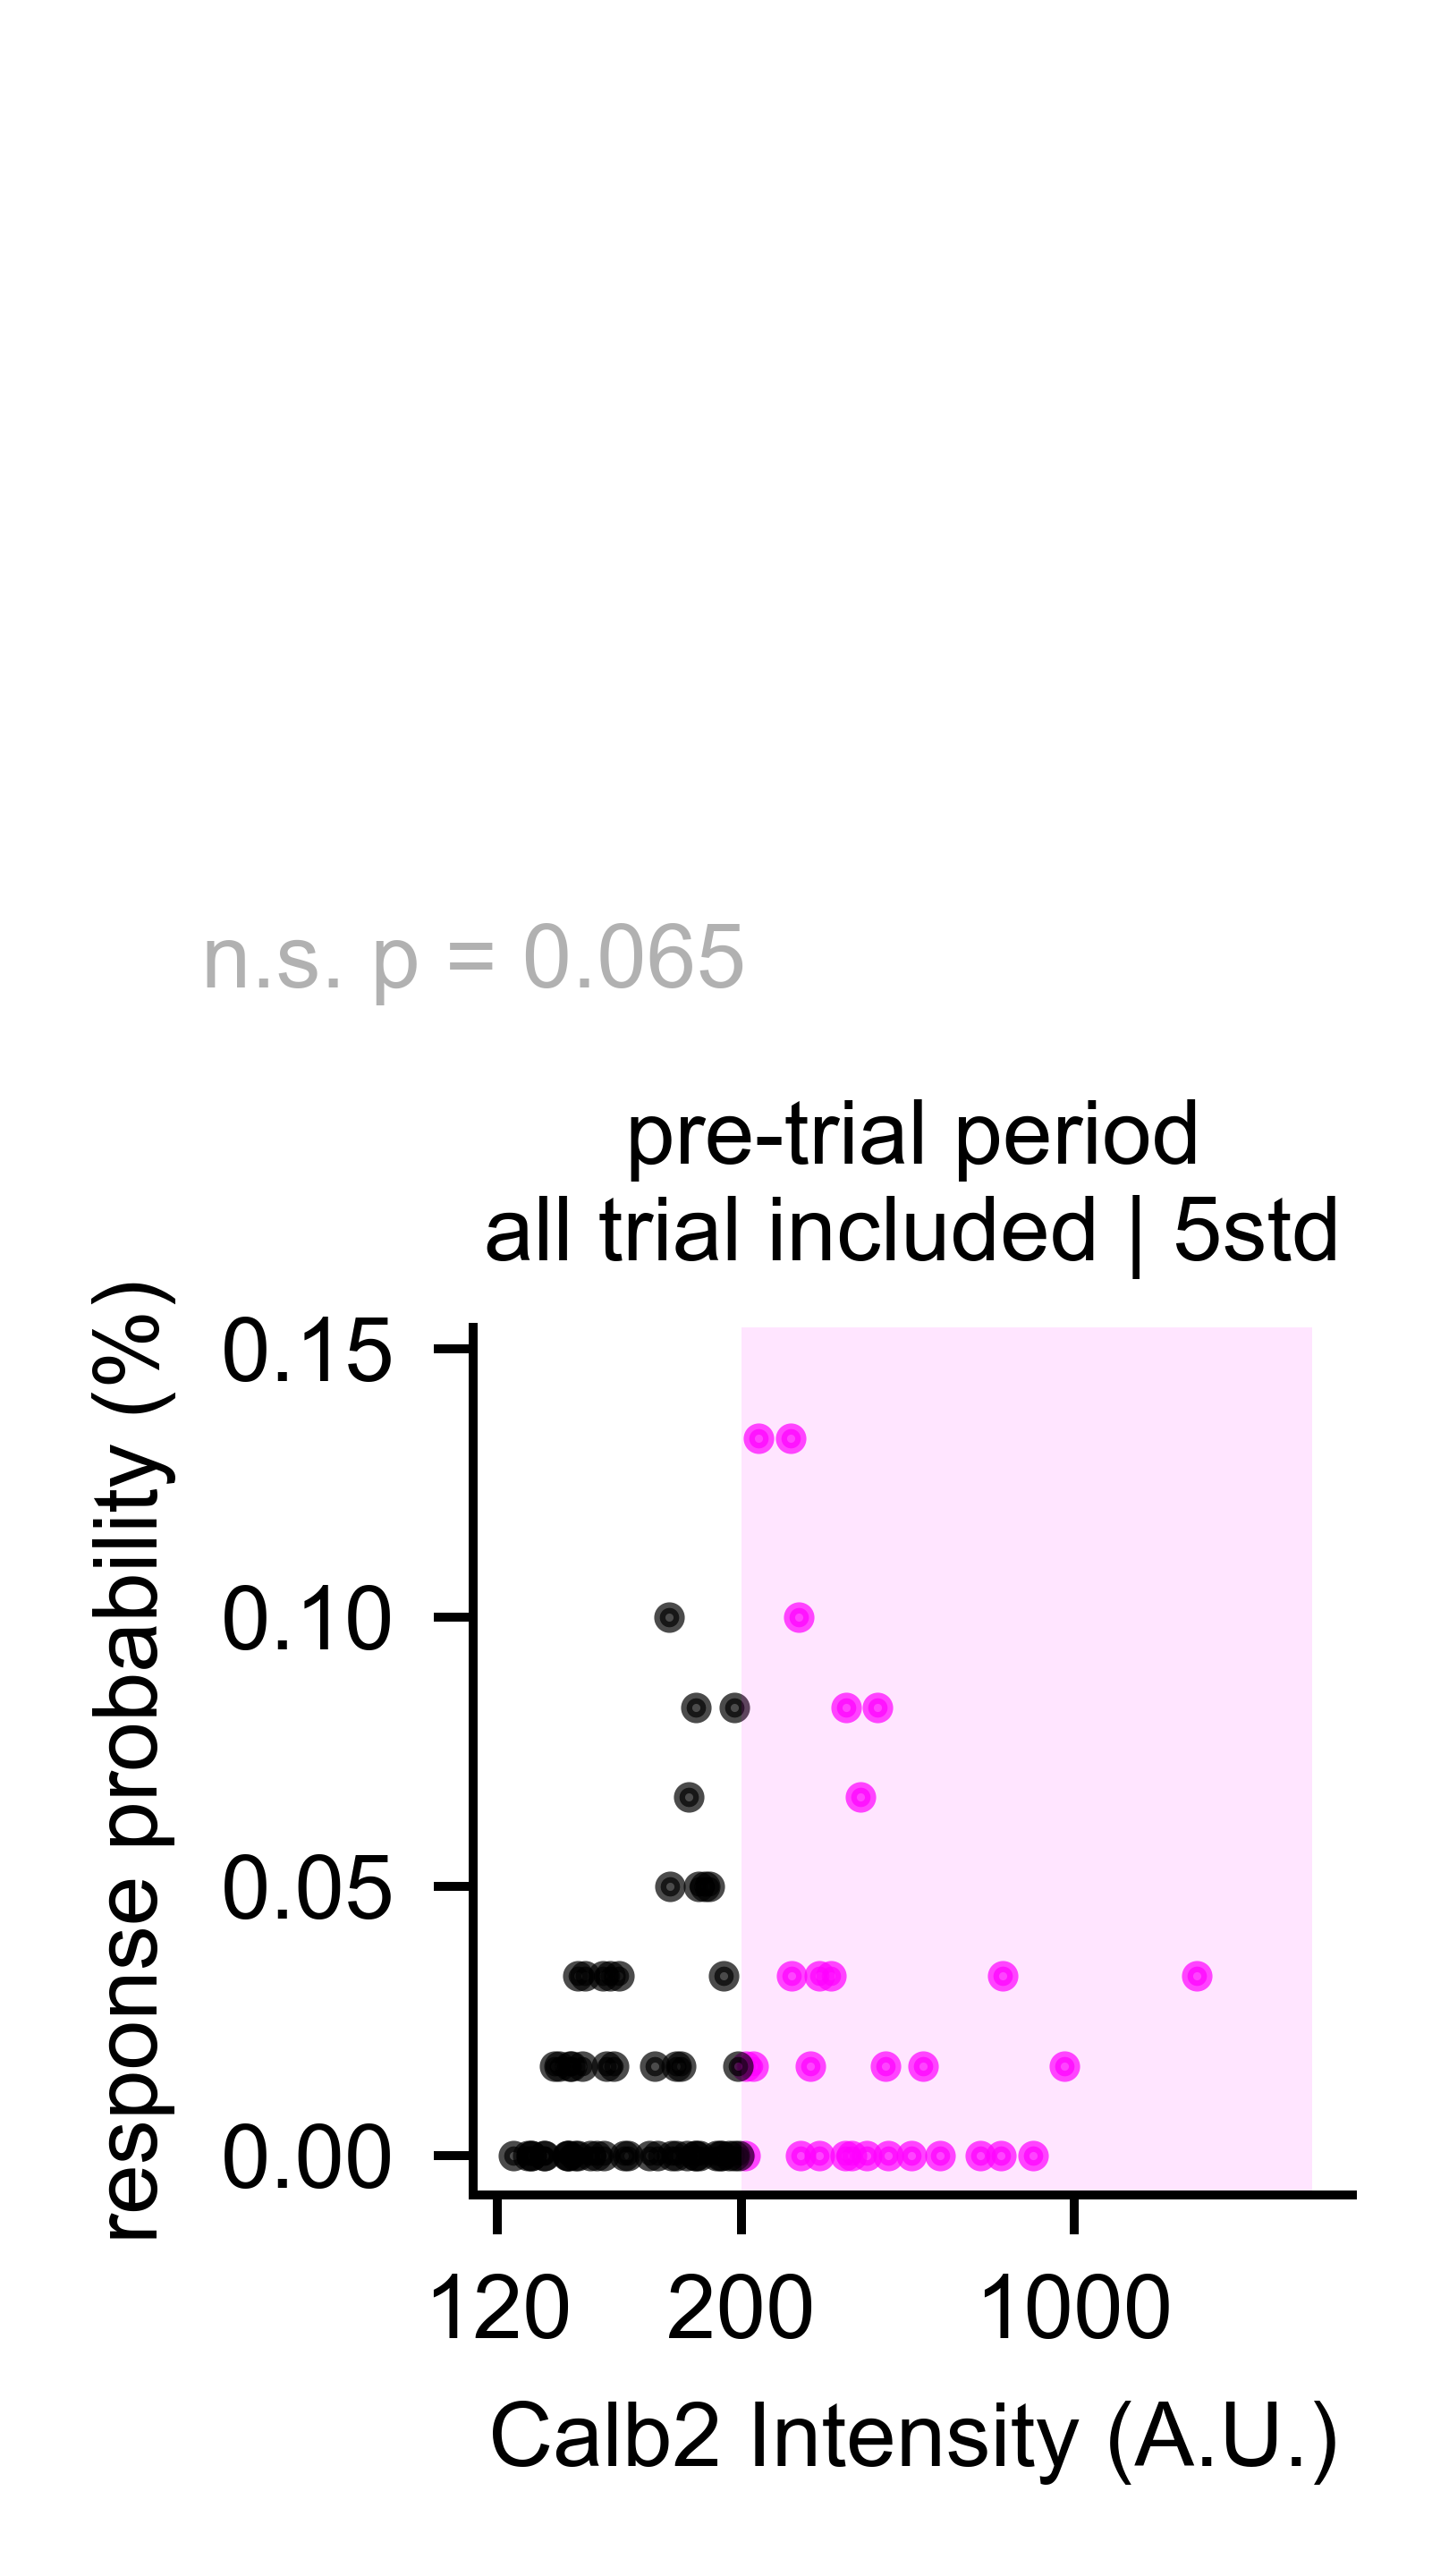 n.s. p = 0.065
pre-trial period
all trial included | 5std
response probability (%)
0.15
0.10
0.05
0.00
120 200 1000
Calb2 Intensity (A.U.)